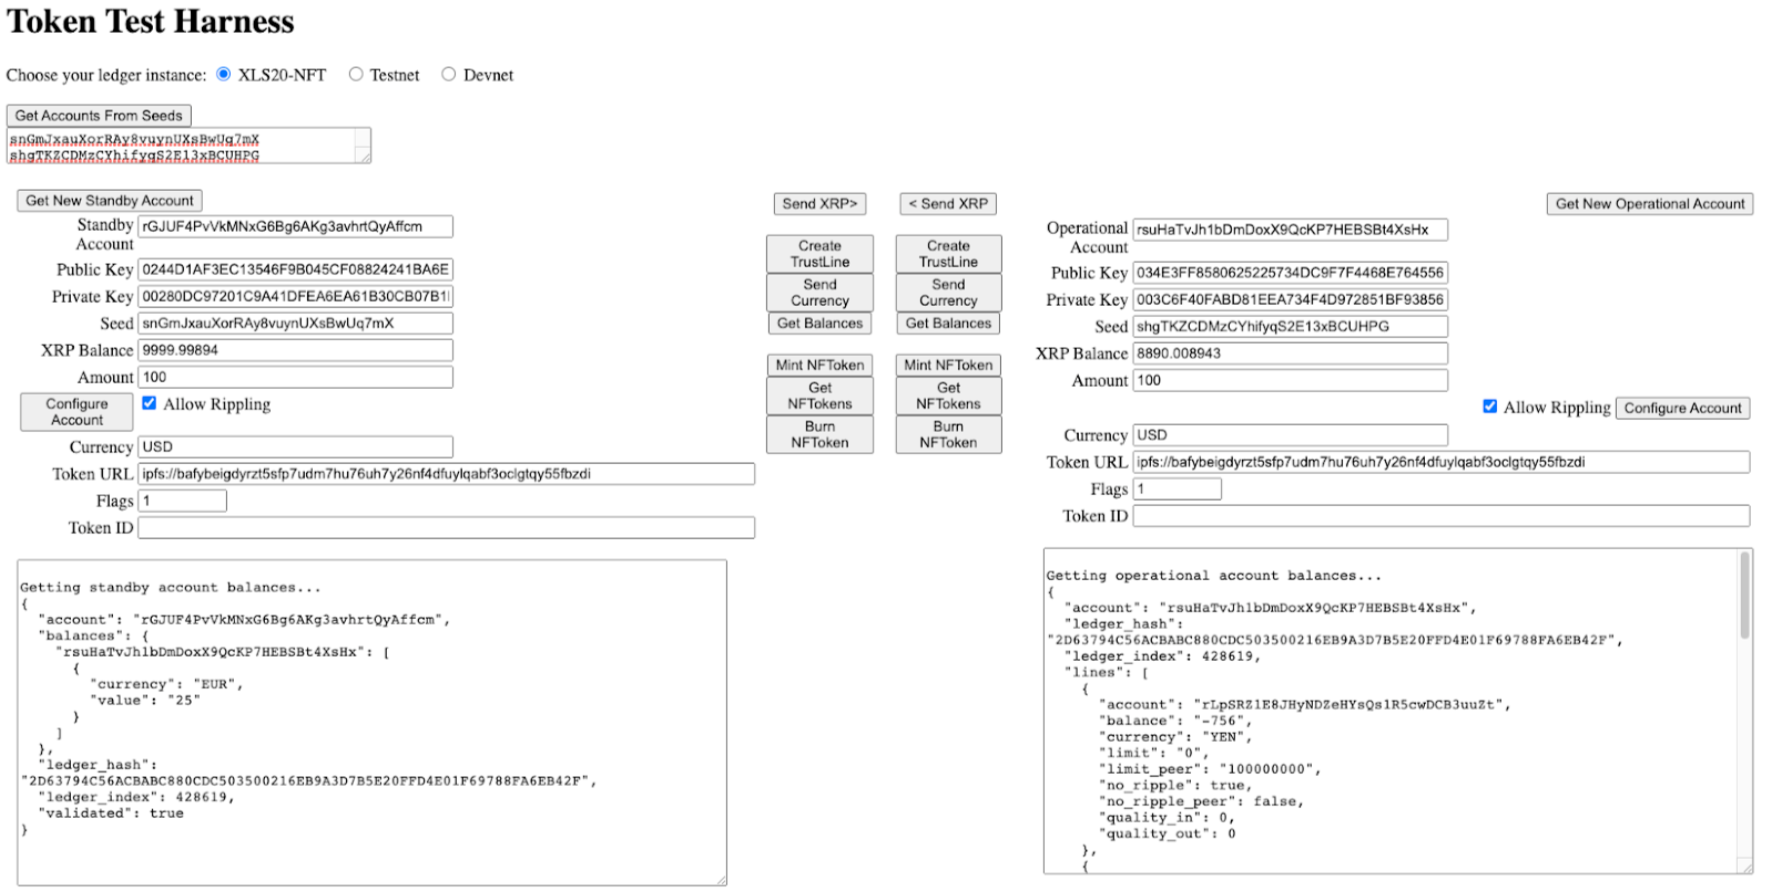 Token Test Harness
Choose your ledger instance: XLS20-NFT Testnet Devnet
Get Accounts From Seeds
snGmJxauXorRAy8vuynUXsBwUq7mX
shgTKZCDMzCYhifyqS2E13xBCUHPG
Get New Standby Account
Standby Account rGJUF4PvVkMNxG6Bg6AKg3avhrtQyAffcm
Public Key 0244D1AF3EC13546F9B045CF08824241BA6E
Private Key 00280DC97201C9A41DFEA6EA61B30CB07B1
Seed snGmJxauXorRAy8vuynUXsBwUq7mX
XRP Balance 9999.99894
Amount 100
Configure Account Allow Rippling
Currency USD
Token URL ipfs://bafybeigdyrzt5sfp7udm7hu76uh7y26nf4dfuylqabf3oclgtqy55fbzdi
Flags 1
Token ID
Send XRP> < Send XRP
Create TrustLine Create TrustLine
Send Currency Send Currency
Get Balances Get Balances
Mint NFToken Mint NFToken
Get NFTokens Get NFTokens
Burn NFToken Burn NFToken
Get New Operational Account
Operational Account rsuHaTvJh1bDmDoxX9QcKP7HEBSBt4XsHx
Public Key 034E3FF8580625225734DC9F7F4468E764556
Private Key 003C6F40FABD81EEA734F4D972851BF93856
Seed shgTKZCDMzCYhifyqS2E13xBCUHPG
XRP Balance 8890.008943
Amount 100
Allow Rippling Configure Account
Currency USD
Token URL ipfs://bafybeigdyrzt5sfp7udm7hu76uh7y26nf4dfuylqabf3oclgtqy55fbzdi
Flags 1
Token ID
Getting standby account balances...
{
"account": "rGJUF4PvVkMNxG6Bg6AKg3avhrtQyAffcm",
"balances": {
"rsuHaTvJh1bDmDoxX9QcKP7HEBSBt4XsHx": [
{
"currency": "EUR",
"value": "25"
}
]
},
"ledger_hash":
"2D63794C56ACBABC880CDC503500216EB9A3D7B5E20FFD4E01F69788FA6EB42F",
"ledger_index": 428619,
"validated": true
}
Getting operational account balances...
{
"account": "rsuHaTvJh1bDmDoxX9QcKP7HEBSBt4XsHx",
"ledger_hash":
"2D63794C56ACBABC880CDC503500216EB9A3D7B5E20FFD4E01F69788FA6EB42F",
"ledger_index": 428619,
"lines": [
{
"account": "rLpSRZ1E8JHyNDZeHYsQs1R5cwDCB3uuZt",
"balance": "-756",
"currency": "YEN",
"limit": "0",
"limit_peer": "100000000",
"no_ripple": true,
"no_ripple_peer": false,
"quality_in": 0,
"quality_out": 0
},
{